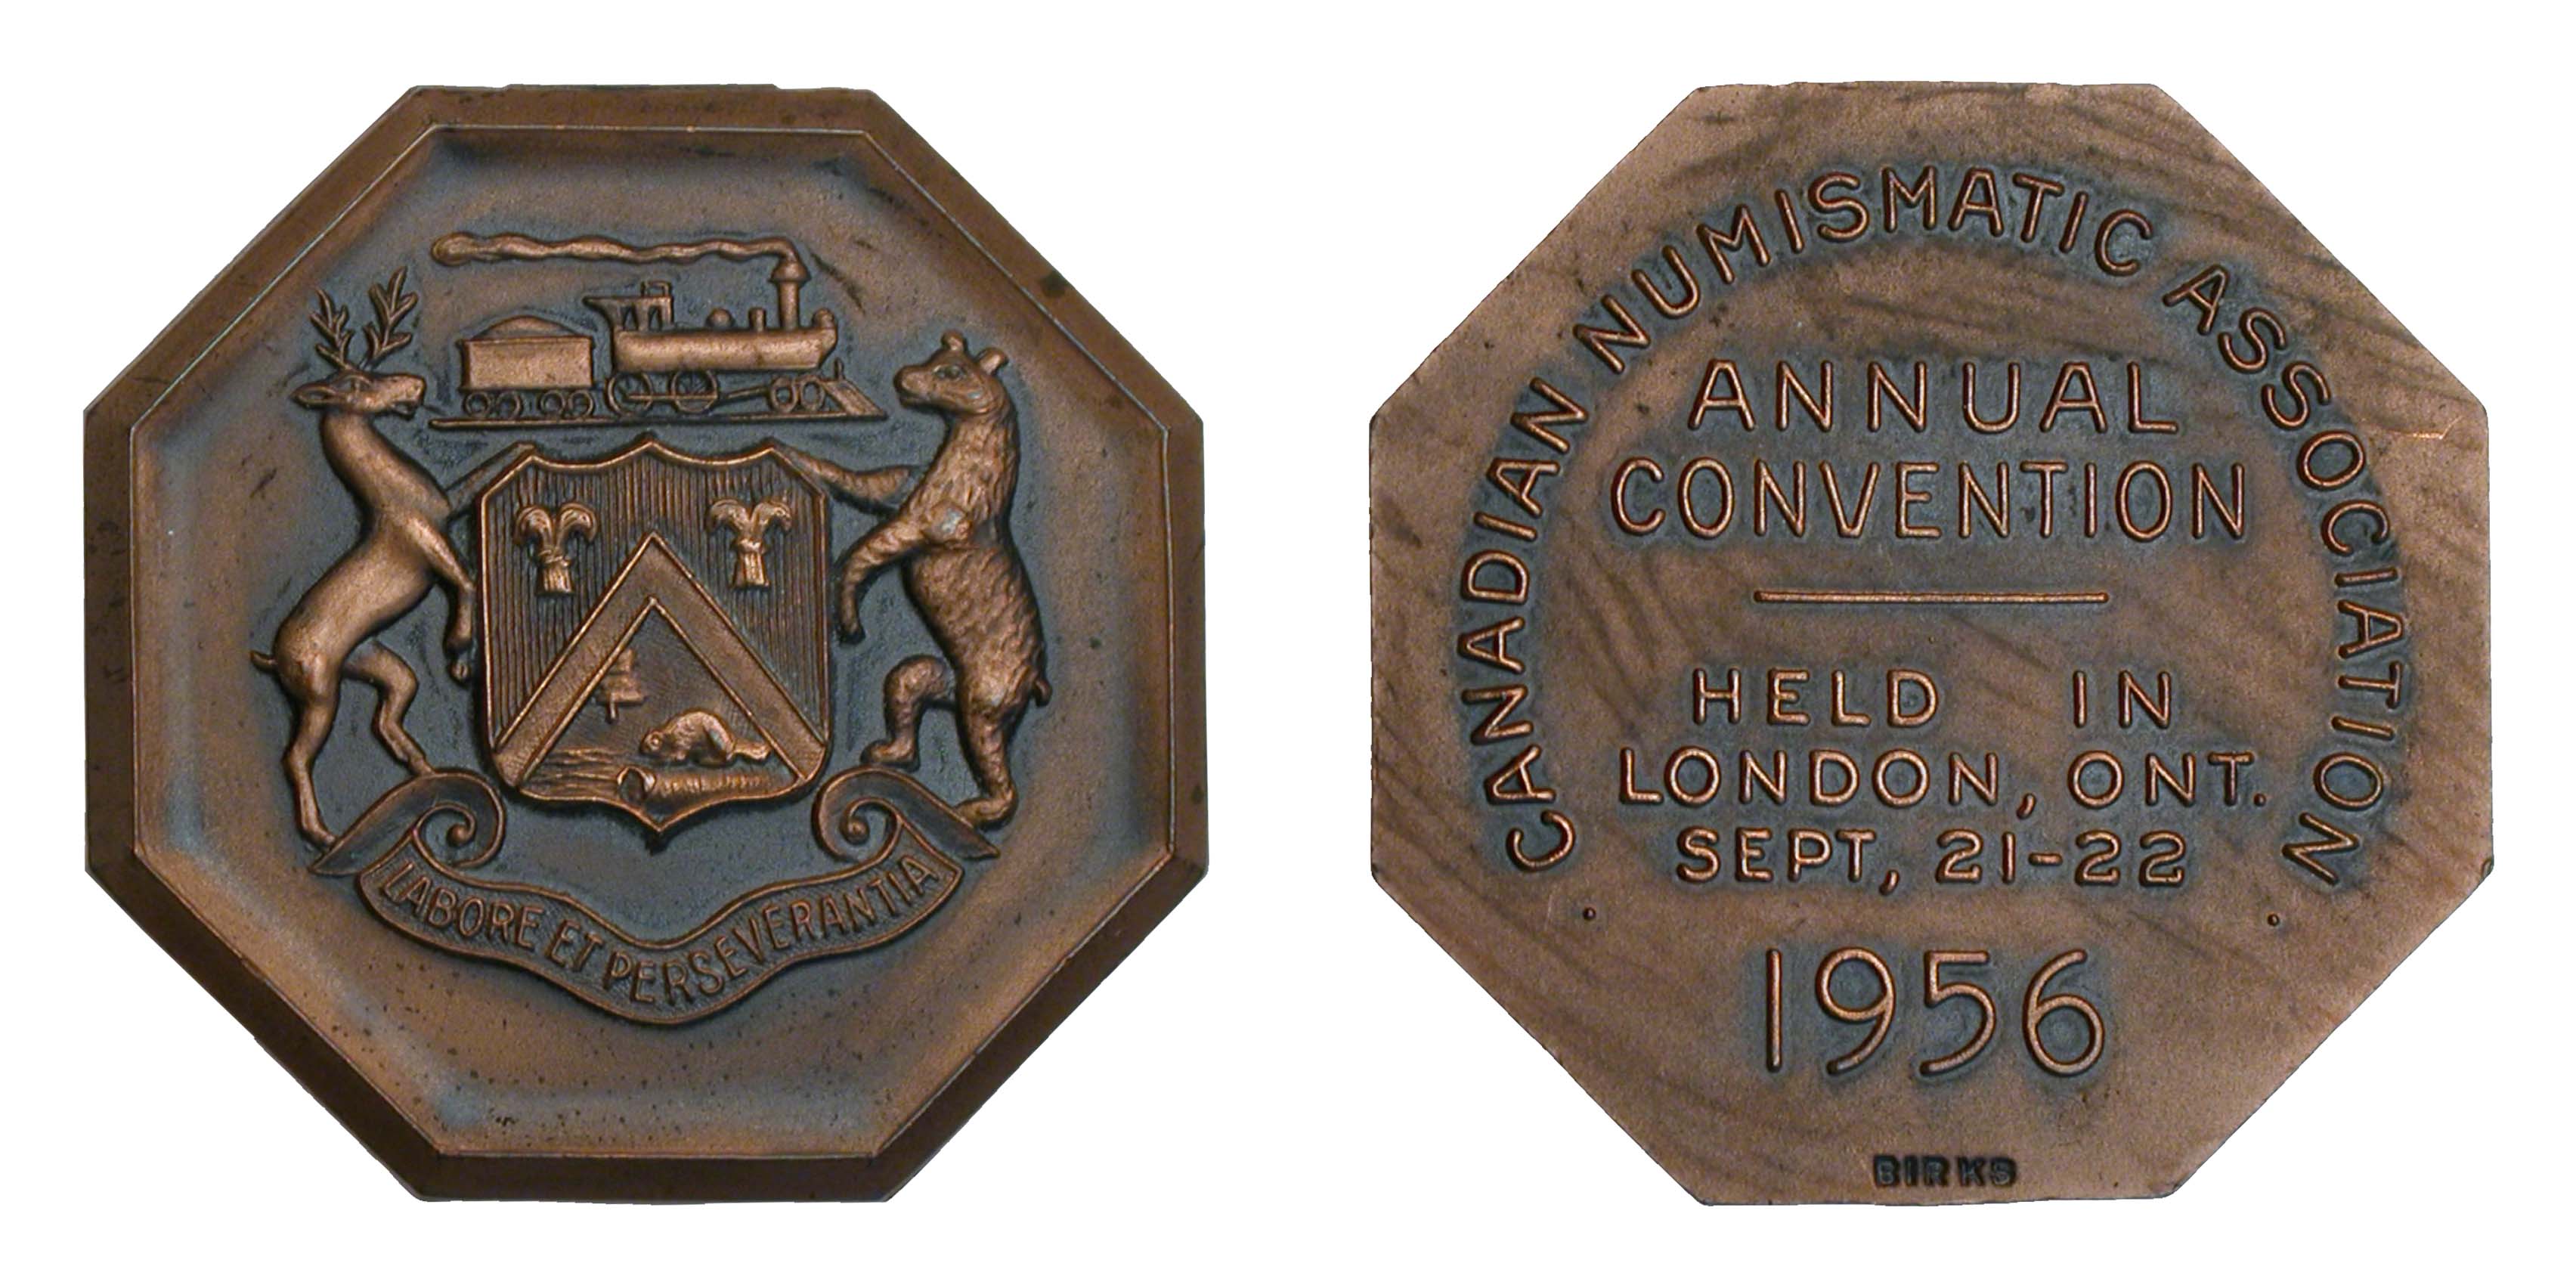 LABORE ET PERSEVERANTIA
CANADIAN NUMISMATIC ASSOCIATION
ANNUAL
CONVENTION
HELD IN
LONDON, ONT.
SEPT, 21-22
1956
BIRKS